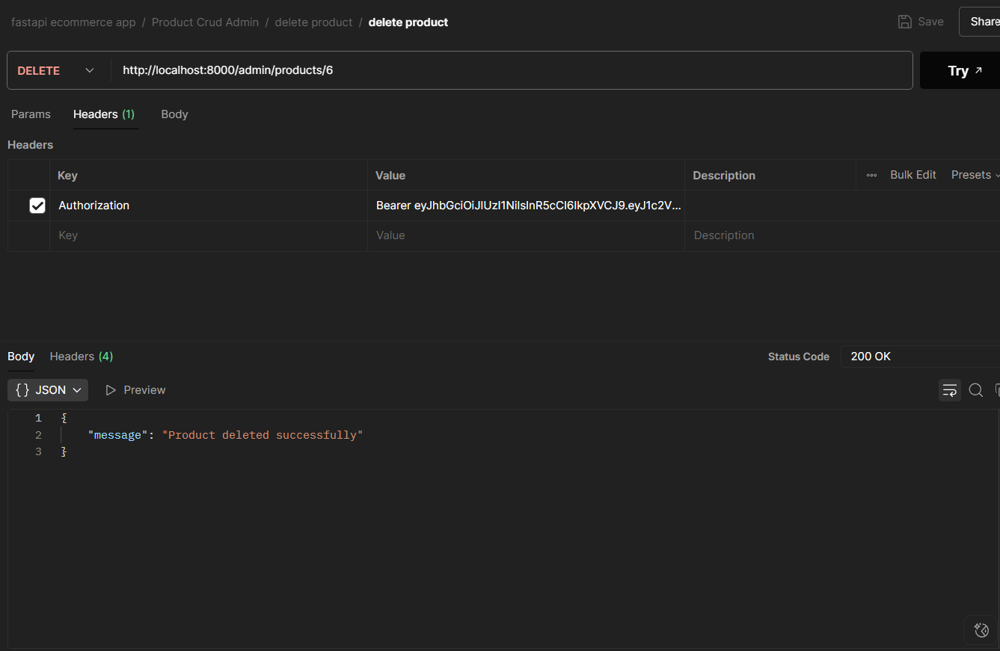 fastapi ecommerce app / Product Crud Admin / delete product / delete product
Save
Share
DELETE
http://localhost:8000/admin/products/6
Try
Params
Headers (1)
Body
Headers
Key
Value
Description
Bulk Edit
Presets
Authorization
Bearer eyJhbGciOiJIUzI1NiIsInR5cCI6IkpXVCJ9.eyJ1c2V...
Key
Value
Description
Body
Headers (4)
Status Code
200 OK
{} JSON
Preview
1 {
2 "message": "Product deleted successfully"
3 }